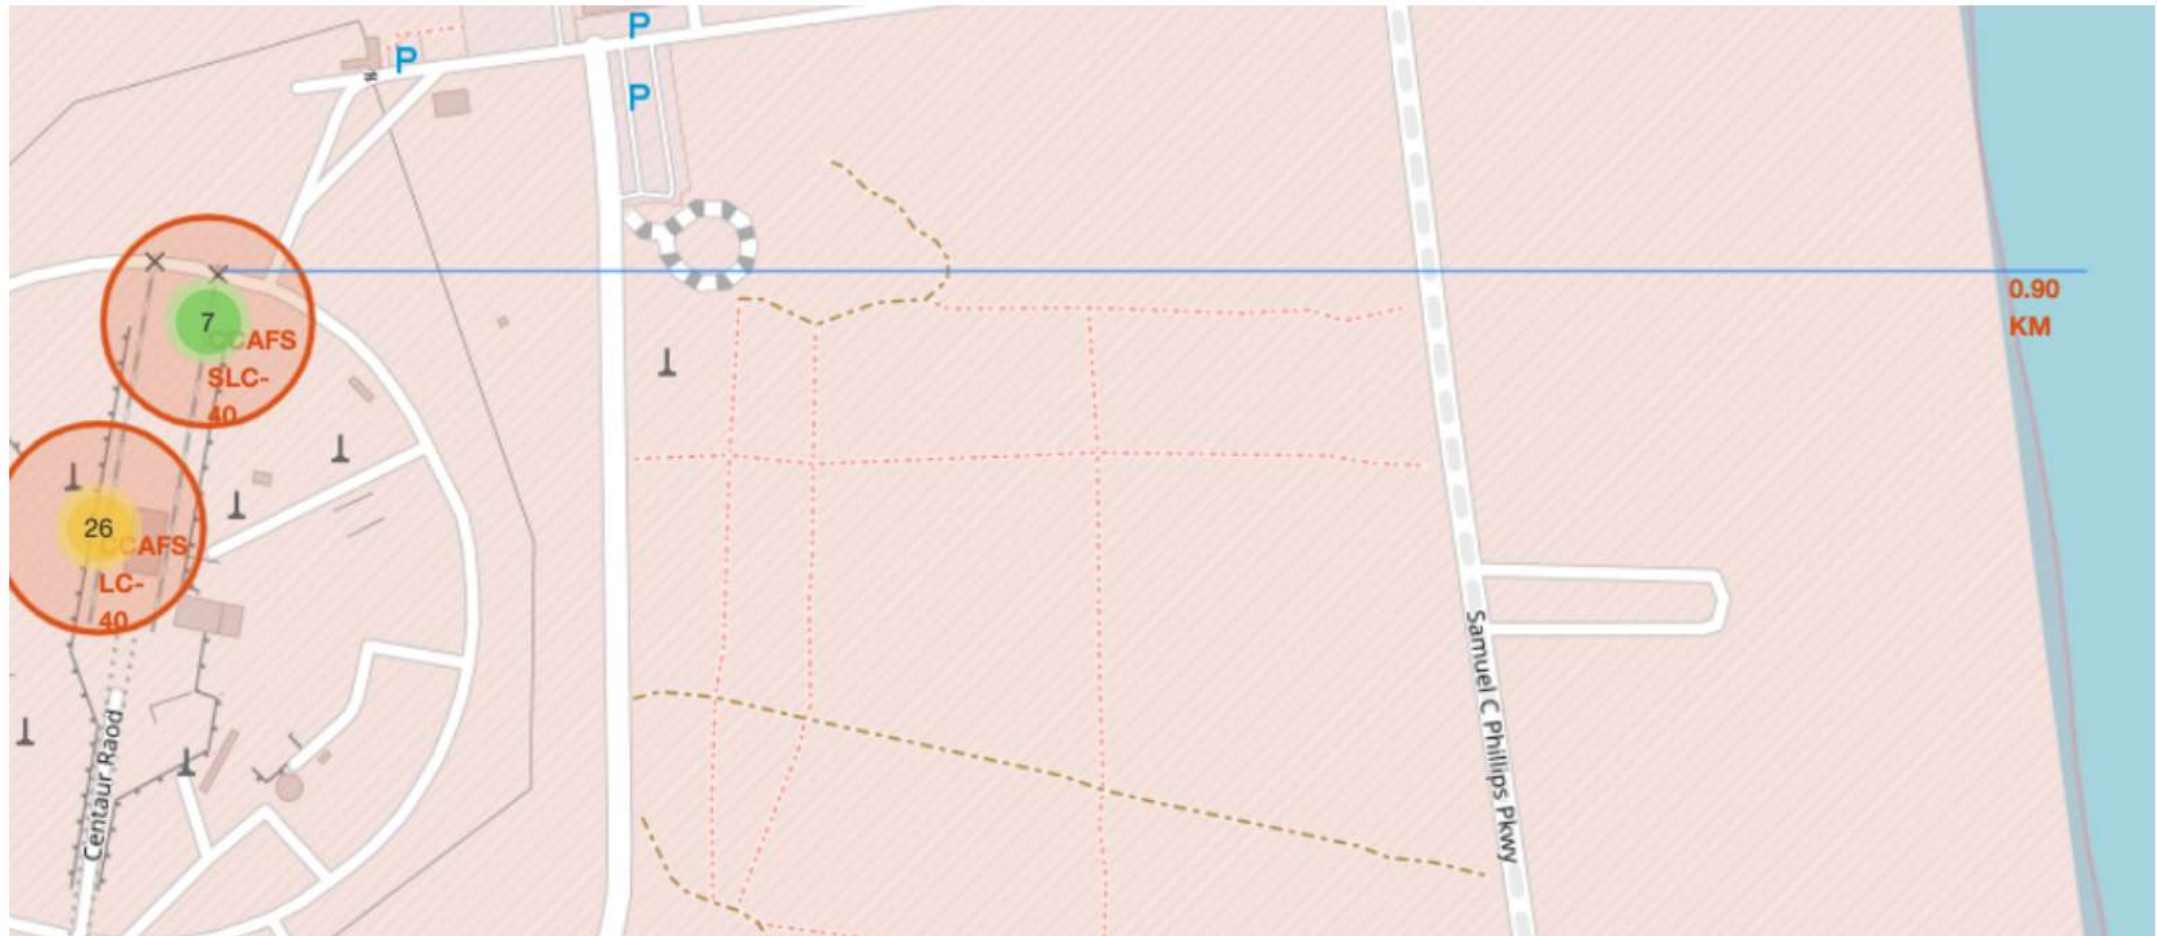 P
P
P
7
CCAFS
SLC-
40
0.90
KM
26
CCAFS
LC-
40
Centaur Raod
Samuel C Phillips Pkwy